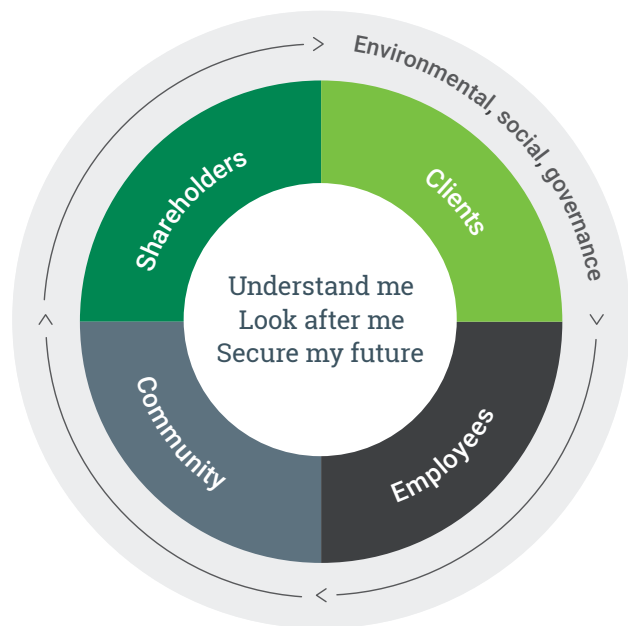 Environmental, social, governance
Shareholders
Clients
Understand me
Look after me
Secure my future
Community
Employees